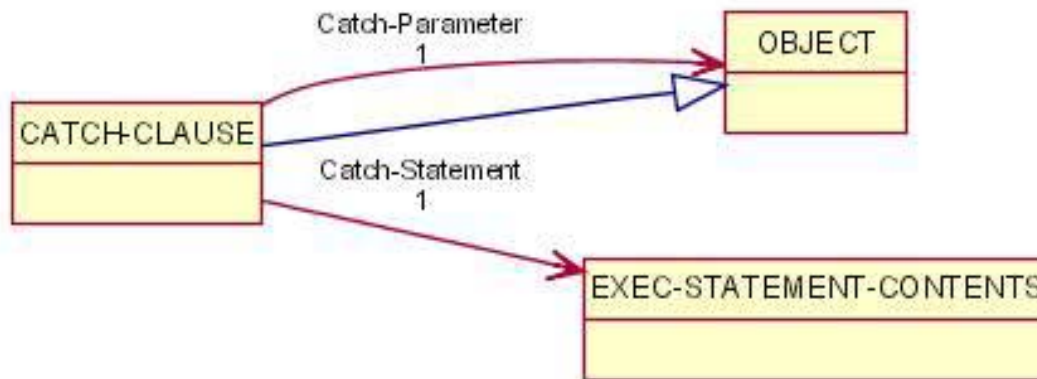 Catch-Parameter
1
OBJECT
CATCH-CLAUSE
Catch-Statement
1
EXEC-STATEMENT-CONTENTS